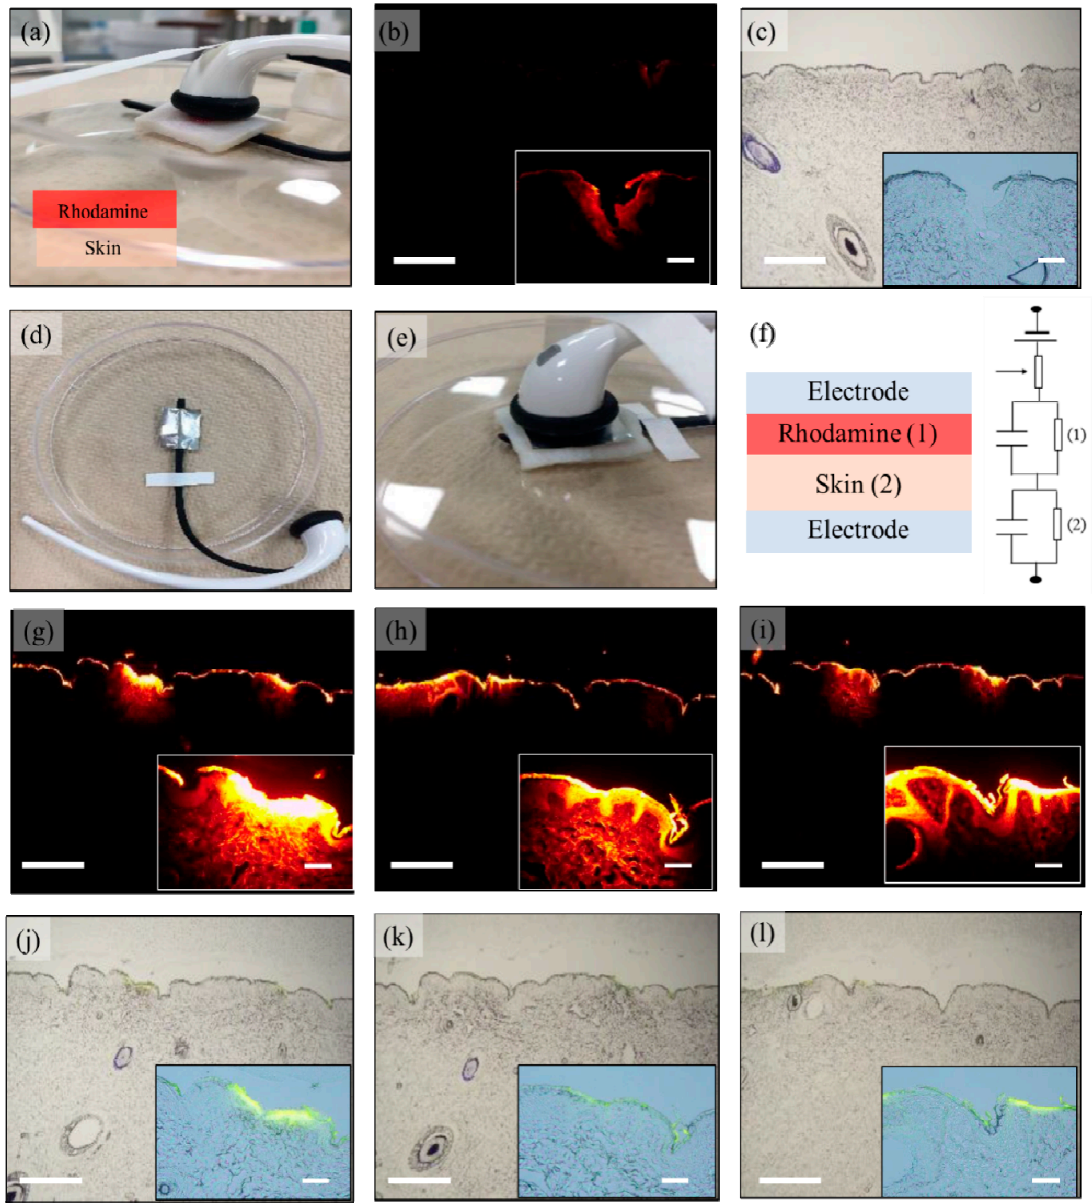 (a)
Rhodamine
Skin
(b)
(c)
(d)
(e)
(f)
Electrode
Rhodamine (1)
Skin (2)
Electrode
(1)
(2)
(g)
(h)
(i)
(j)
(k)
(l)